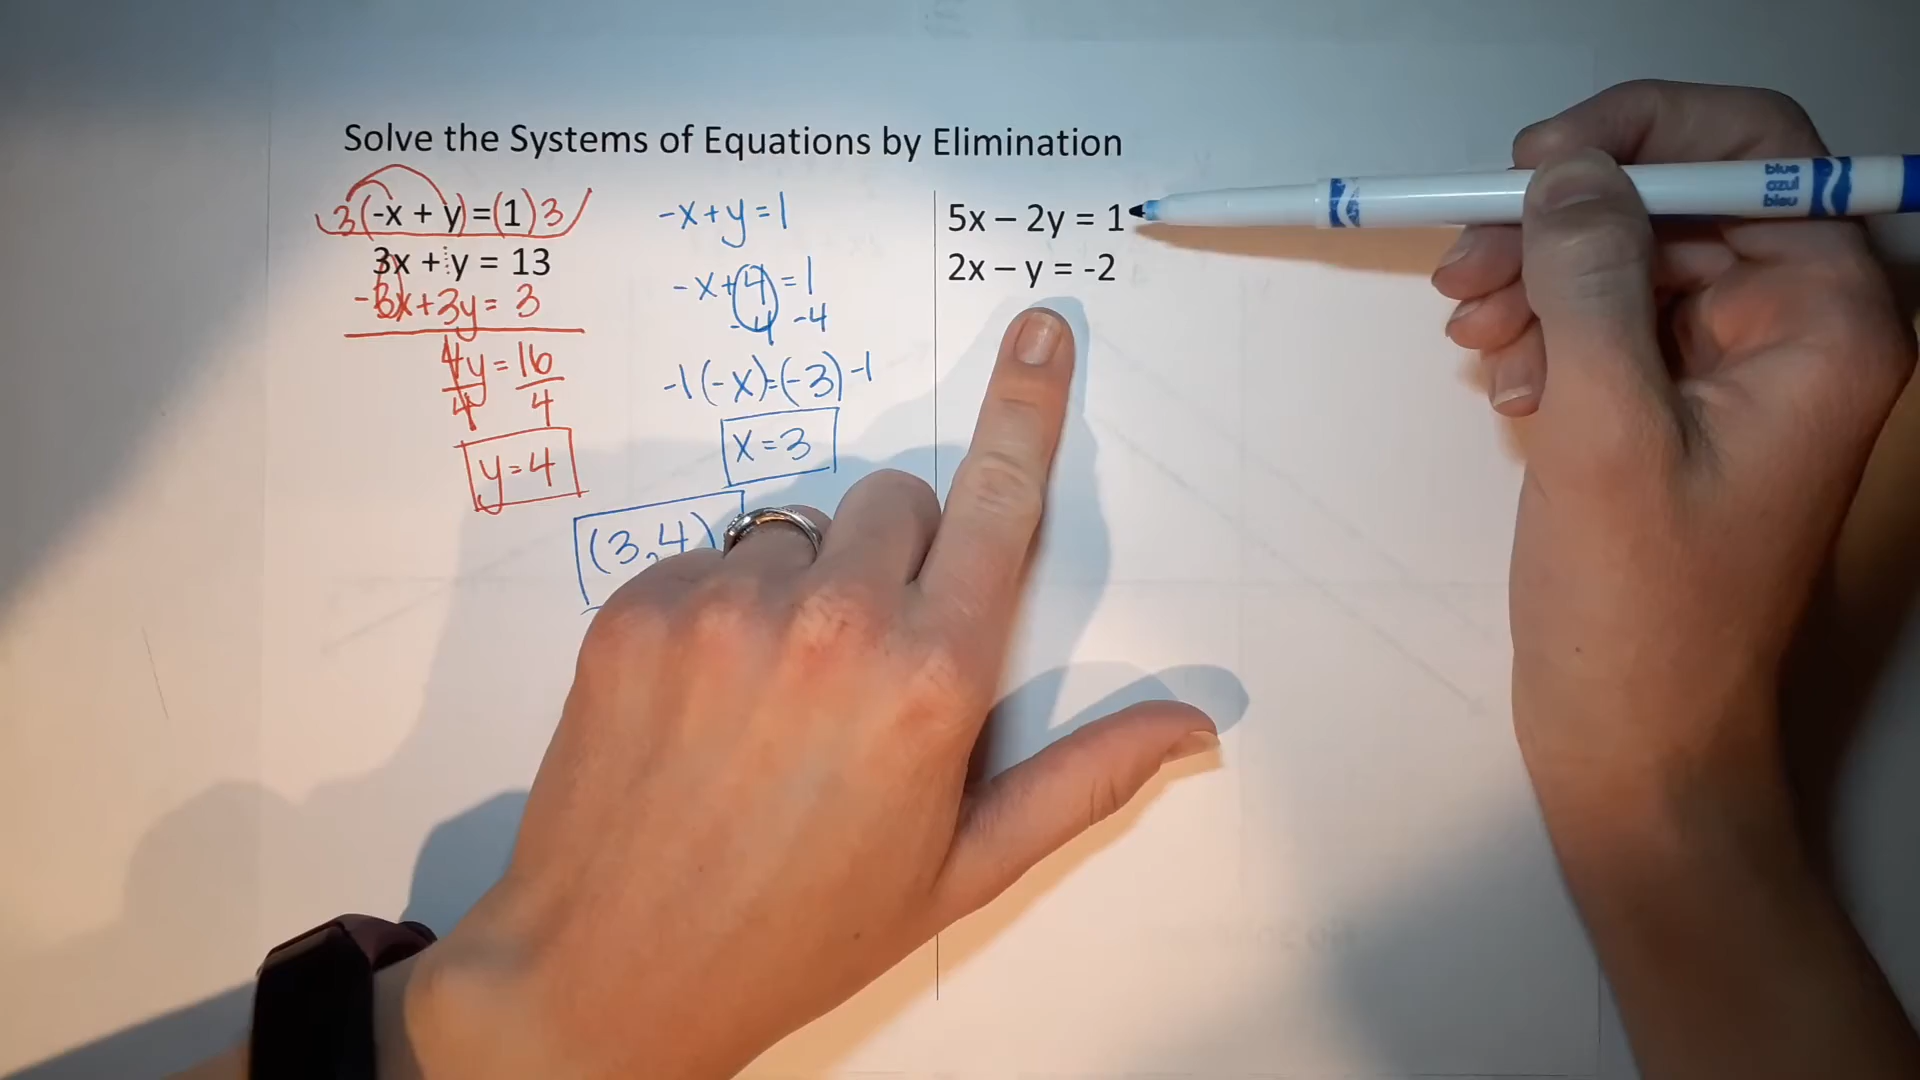 Solve the Systems of Equations by Elimination
3(-x + y)=(1)3
3x + y = 13
-3x+3y= 3
4y=16
4 4
y=4
-x+y=1
-x+4=1
-4 -4
-1(-x)=(-3)-1
x=3
(3,4)
5x – 2y = 1
2x – y = -2
blue
azul
bleu